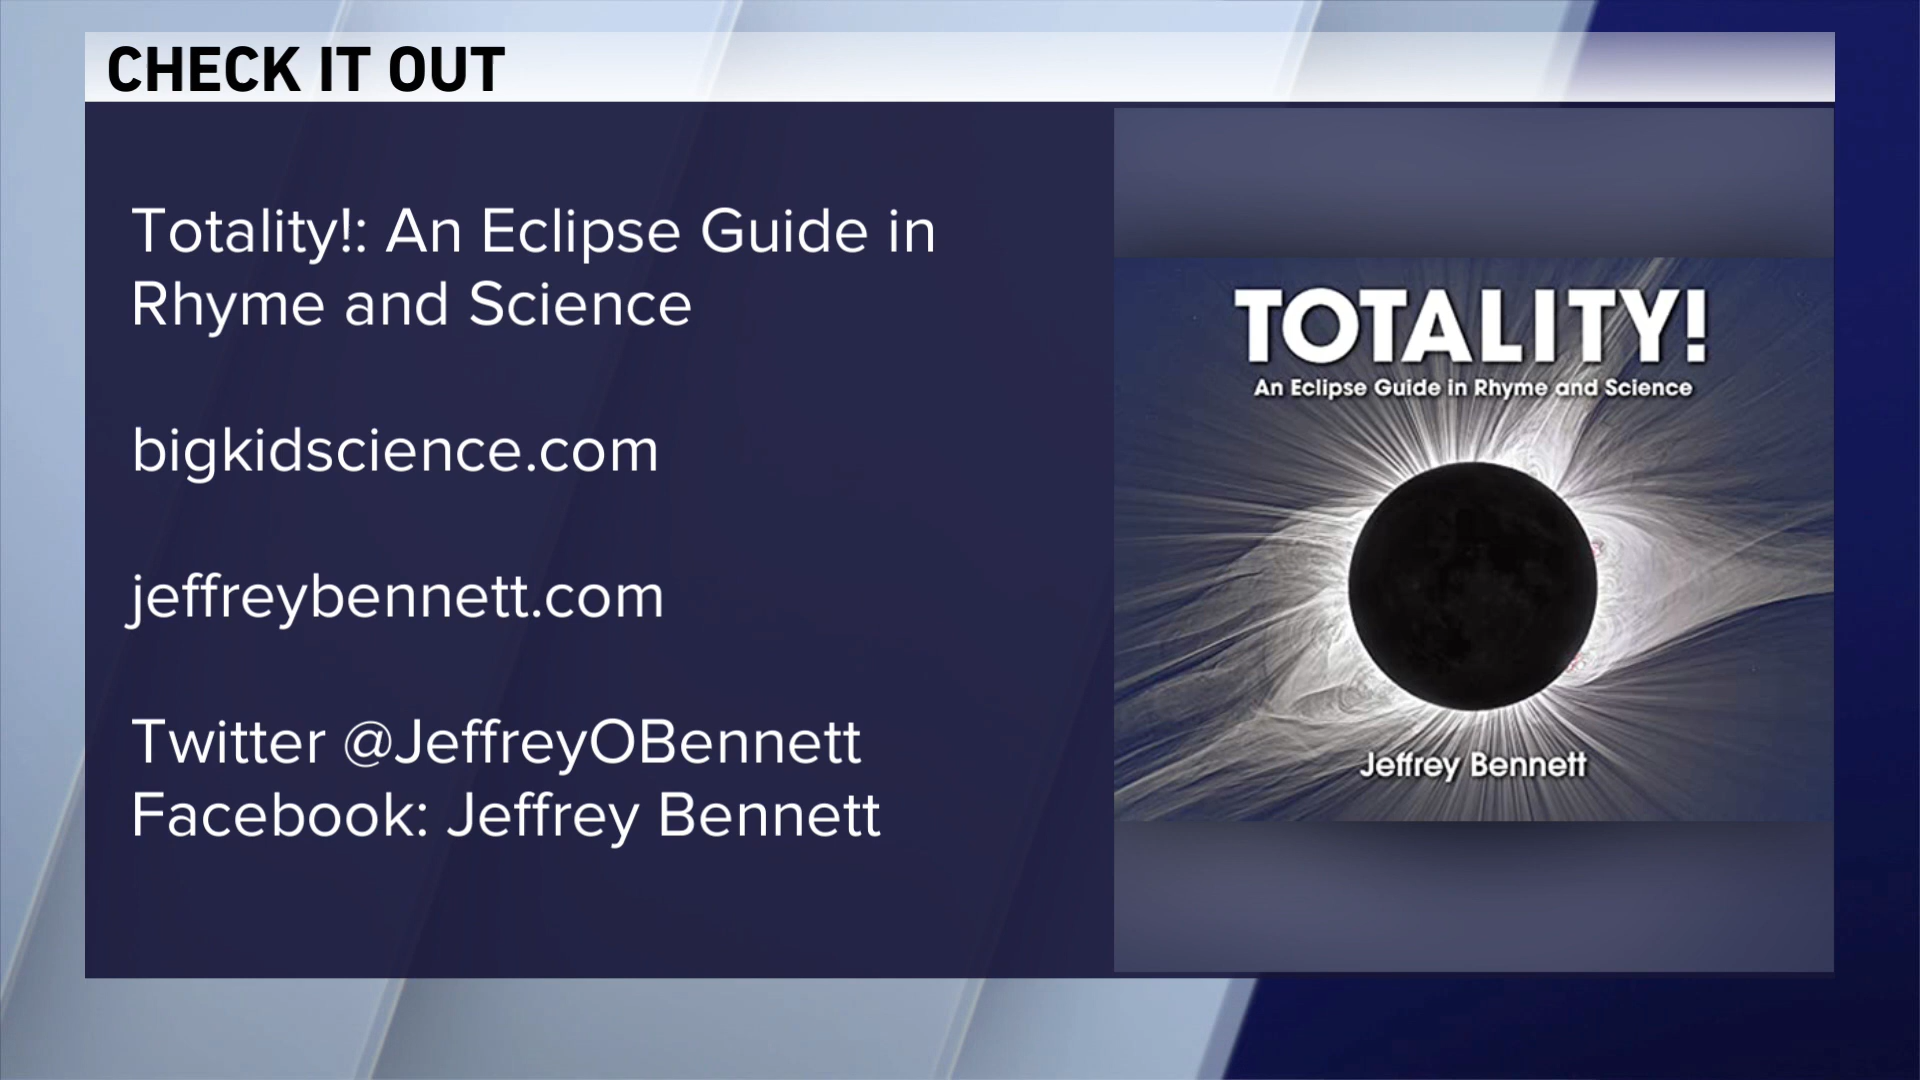 CHECK IT OUT
Totality!: An Eclipse Guide in
Rhyme and Science
bigkidscience.com
jeffreybennett.com
Twitter @JeffreyOBennett
Facebook: Jeffrey Bennett
TOTALITY!
An Eclipse Guide in Rhyme and Science
Jeffrey Bennett